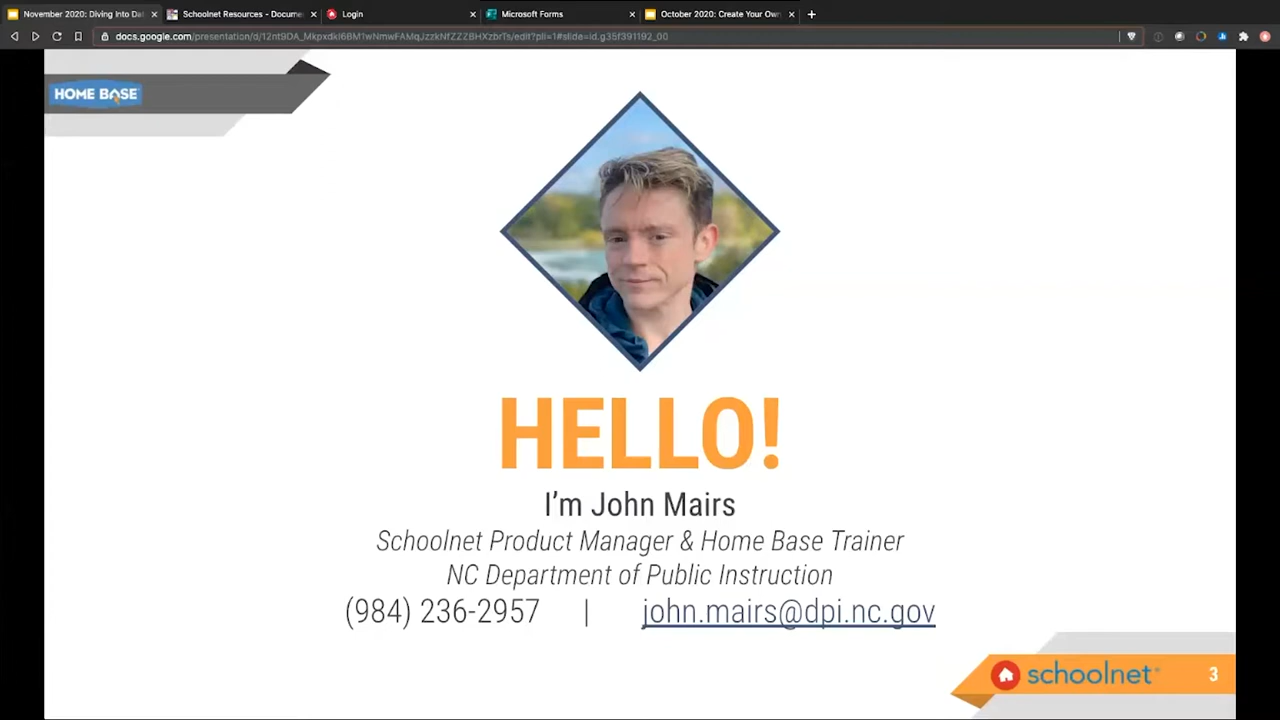 November 2020: Diving Into Dat
Schoolnet Resources - Docume
Login
Microsoft Forms
October 2020: Create Your Own
HOME BASE
HELLO!
I'm John Mairs
Schoolnet Product Manager & Home Base Trainer
NC Department of Public Instruction
(984) 236-2957 | john.mairs@dpi.nc.gov
schoolnet 3